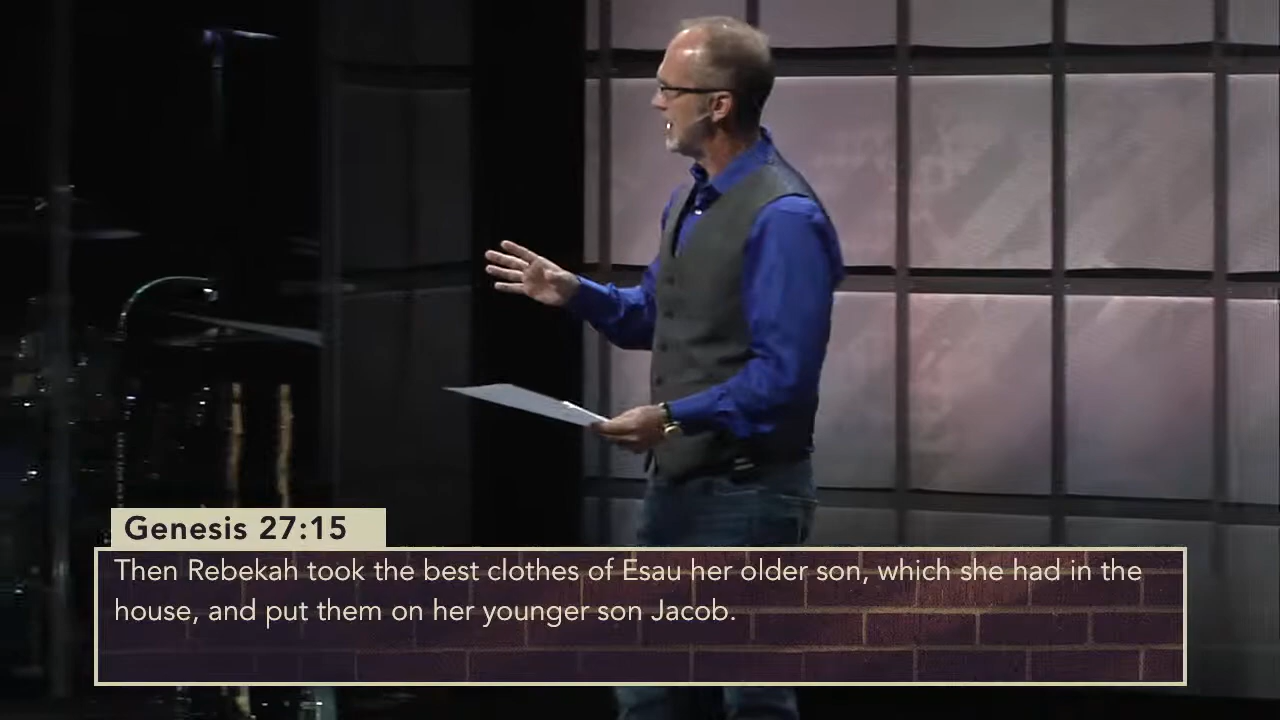 Genesis 27:15
Then Rebekah took the best clothes of Esau her older son, which she had in the
house, and put them on her younger son Jacob.